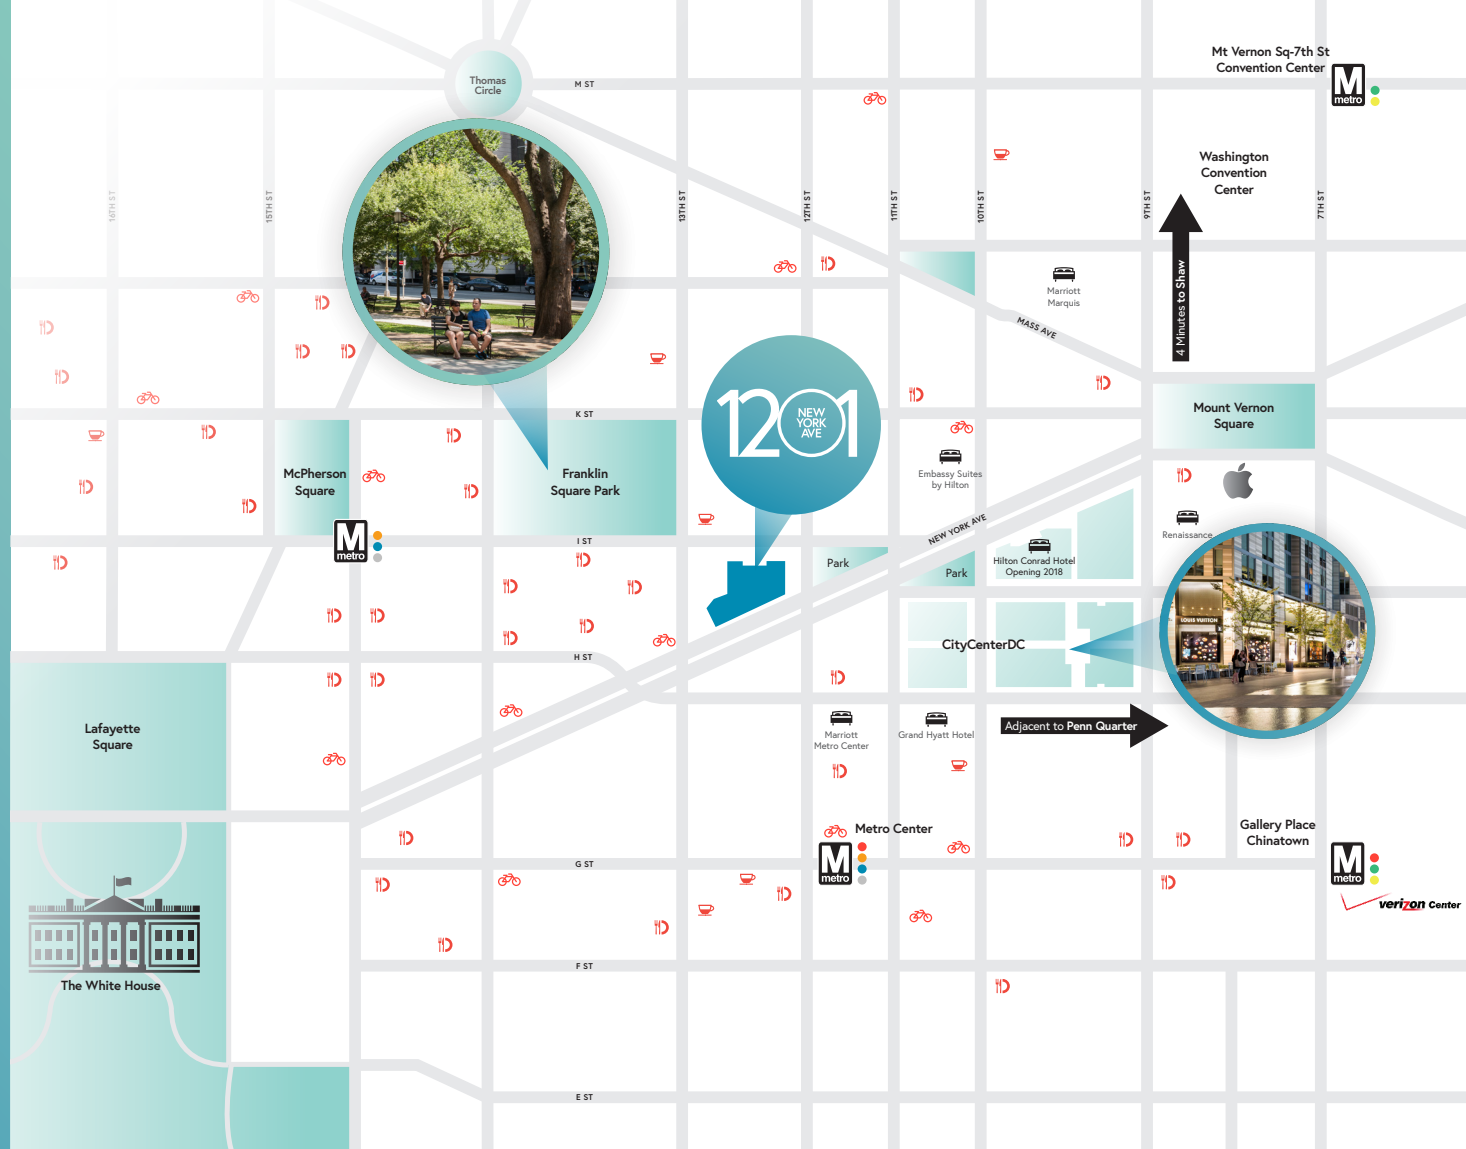 Mt Vernon Sq-7th St
Convention Center
M
metro
Thomas
Circle
M ST
Washington
Convention
Center
16TH ST
15TH ST
13TH ST
12TH ST
11TH ST
10TH ST
9TH ST
7TH ST
4 Minutes to Shaw
Marriott
Marquis
MASS AVE
K ST
1201
NEW
YORK
AVE
Mount Vernon
Square
McPherson
Square
Franklin
Square Park
Embassy Suites
by Hilton
M
metro
I ST
NEW YORK AVE
Renaissance
Hilton Conrad Hotel
Opening 2018
Park
Park
LOUIS VUITTON
CityCenterDC
H ST
Lafayette
Square
Marriott
Metro Center
Grand Hyatt Hotel
Adjacent to Penn Quarter
Metro Center
M
metro
Gallery Place
Chinatown
M
metro
verizon Center
G ST
The White House
F ST
E ST